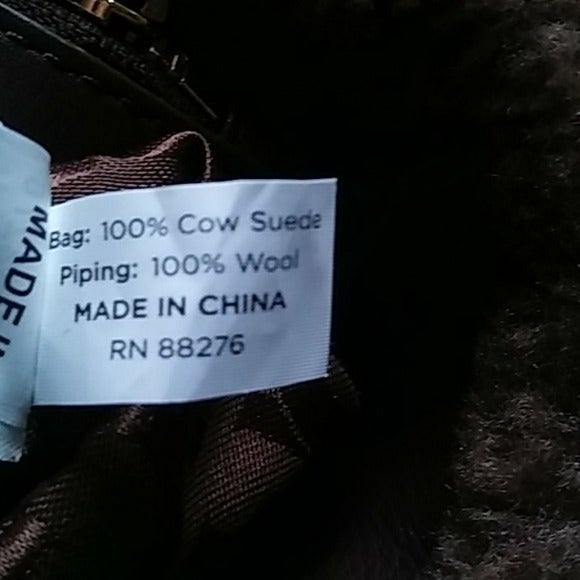 Bag: 100% Cow Suede
Piping: 100% Wool
MADE IN CHINA
RN 88276
MADE